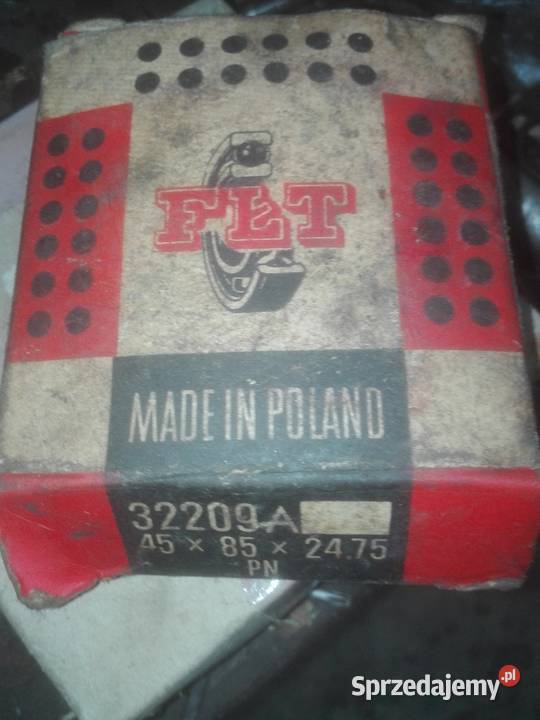 FŁT
MADE IN POLAND
32209A
45 × 85 × 24.75
PN
Sprzedajemy.pl